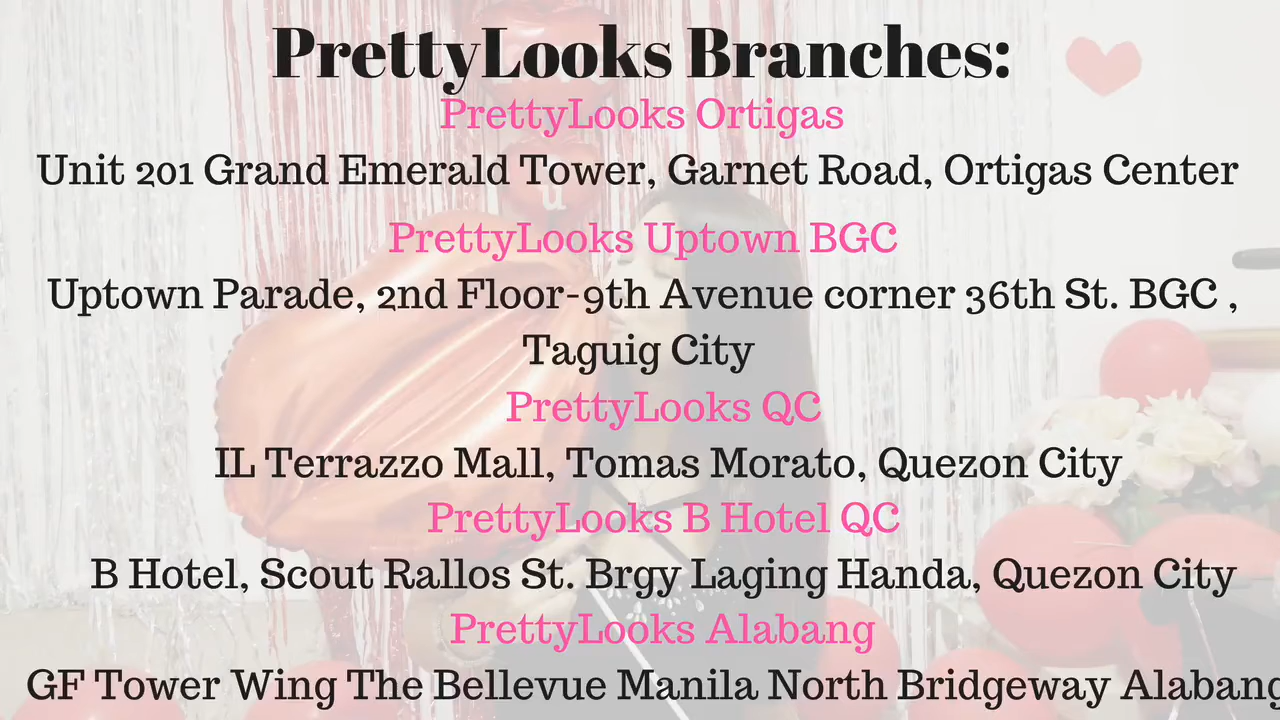 PrettyLooks Branches:
PrettyLooks Ortigas
Unit 201 Grand Emerald Tower, Garnet Road, Ortigas Center
u
PrettyLooks Uptown BGC
Uptown Parade, 2nd Floor-9th Avenue corner 36th St. BGC ,
Taguig City
PrettyLooks QC
IL Terrazzo Mall, Tomas Morato, Quezon City
PrettyLooks B Hotel QC
B Hotel, Scout Rallos St. Brgy Laging Handa, Quezon City
PrettyLooks Alabang
GF Tower Wing The Bellevue Manila North Bridgeway Alabang